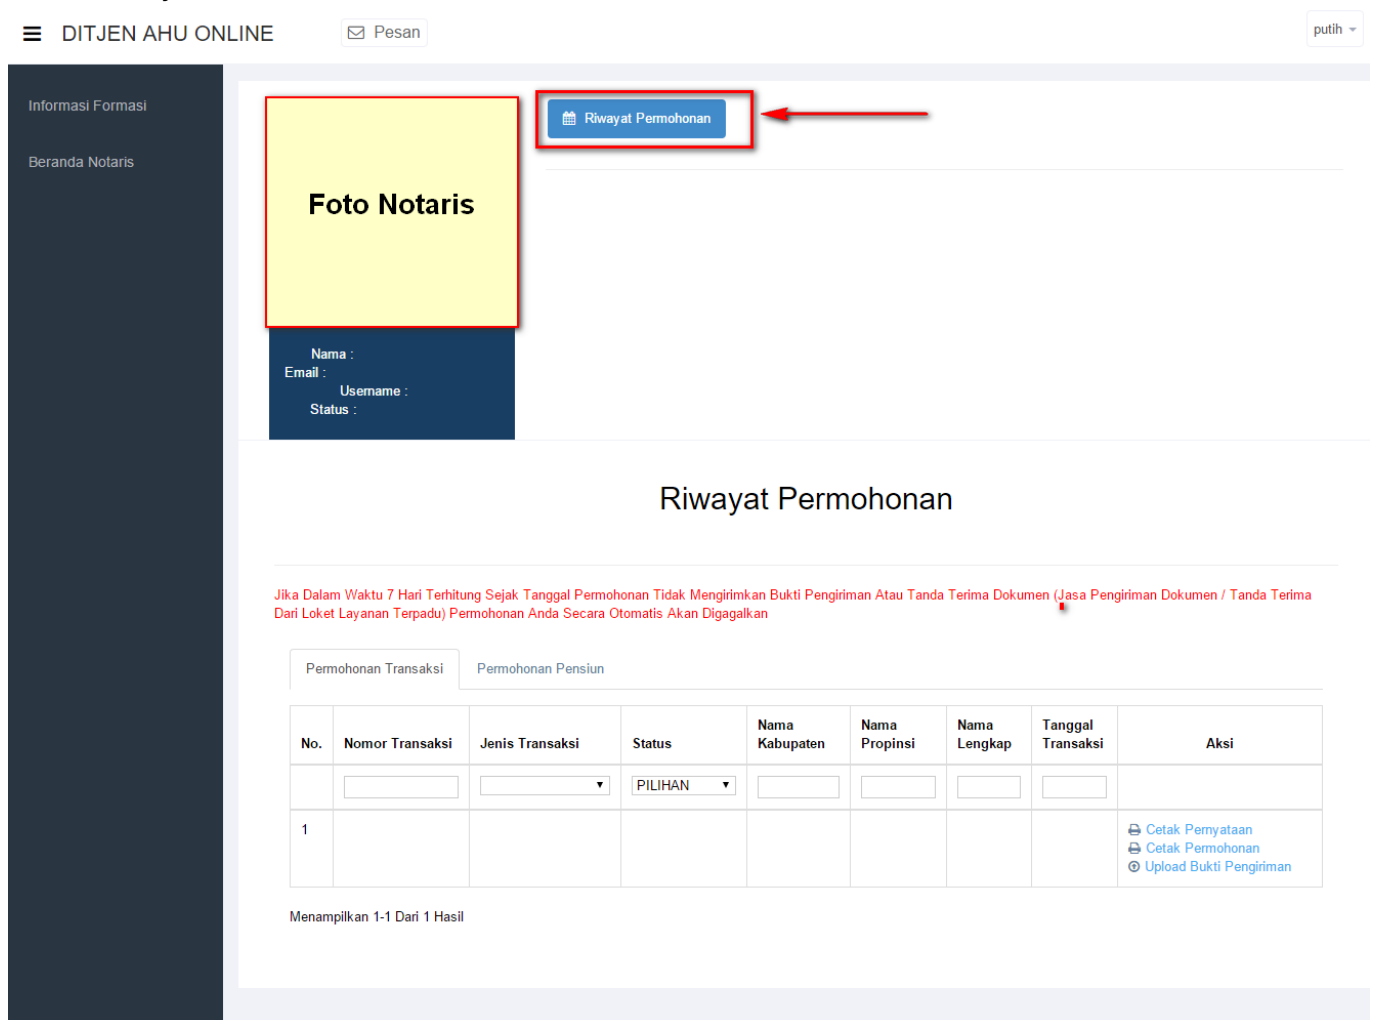 DITJEN AHU ONLINE
Pesan
putih
Informasi Formasi
Beranda Notaris
Riwayat Permohonan
Foto Notaris
Nama :
Email :
Username :
Status :
Riwayat Permohonan
Jika Dalam Waktu 7 Hari Terhitung Sejak Tanggal Permohonan Tidak Mengirimkan Bukti Pengiriman Atau Tanda Terima Dokumen (Jasa Pengiriman Dokumen / Tanda Terima
Dari Loket Layanan Terpadu) Permohonan Anda Secara Otomatis Akan Digagalkan
Permohonan Transaksi Permohonan Pensiun
No. Nomor Transaksi Jenis Transaksi Status Nama Kabupaten Nama Propinsi Nama Lengkap Tanggal Transaksi Aksi
PILIHAN
1
Cetak Pernyataan
Cetak Permohonan
Upload Bukti Pengiriman
Menampilkan 1-1 Dari 1 Hasil